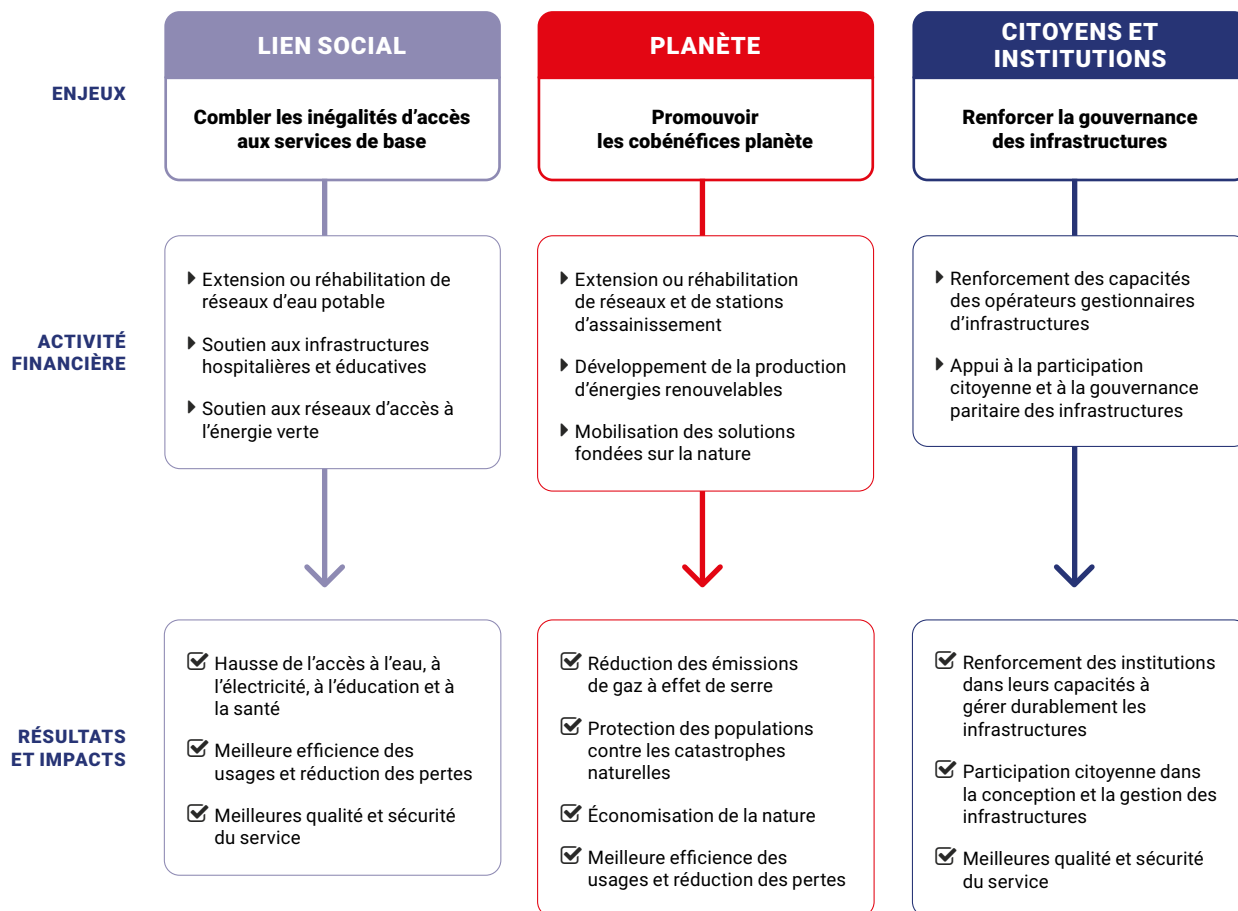 ENJEUX
LIEN SOCIAL
Combler les inégalités d'accès
aux services de base
PLANÈTE
Promouvoir
les cobénéfices planète
CITOYENS ET
INSTITUTIONS
Renforcer la gouvernance
des infrastructures
ACTIVITÉ
FINANCIÈRE
Extension ou réhabilitation de
réseaux d'eau potable
Soutien aux infrastructures
hospitalières et éducatives
Soutien aux réseaux d'accès à
l'énergie verte
Extension ou réhabilitation
de réseaux et de stations
d'assainissement
Développement de la production
d'énergies renouvelables
Mobilisation des solutions
fondées sur la nature
Renforcement des capacités
des opérateurs gestionnaires
d'infrastructures
Appui à la participation
citoyenne et à la gouvernance
paritaire des infrastructures
RÉSULTATS
ET IMPACTS
Hausse de l'accès à l'eau, à
l'électricité, à l'éducation et à
la santé
Meilleure efficience des
usages et réduction des pertes
Meilleures qualité et sécurité
du service
Réduction des émissions
de gaz à effet de serre
Protection des populations
contre les catastrophes
naturelles
Économisation de la nature
Meilleure efficience des
usages et réduction des pertes
Renforcement des institutions
dans leurs capacités à
gérer durablement les
infrastructures
Participation citoyenne dans
la conception et la gestion des
infrastructures
Meilleures qualité et sécurité
du service